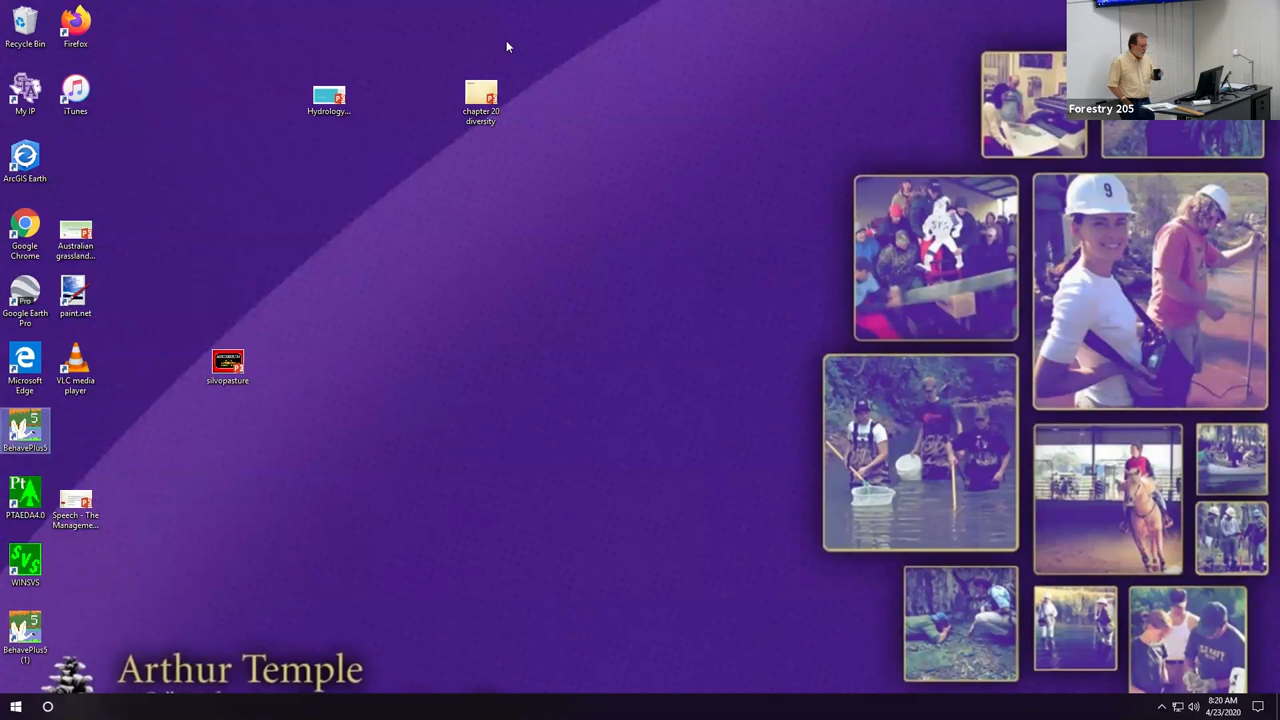 Recycle Bin
Firefox
My IP
iTunes
ArcGIS Earth
Google
Chrome
Australian
grassland...
Google Earth
Pro
paint.net
Microsoft
Edge
VLC media
player
BehavePlus5
PTAEDA4.0
Speech - The
Manageme...
WINSVS
BehavePlus5
(1)
Hydrology...
chapter 20
diversity
silvopasture
Forestry 205
9
Arthur Temple
8:20 AM
4/23/2020